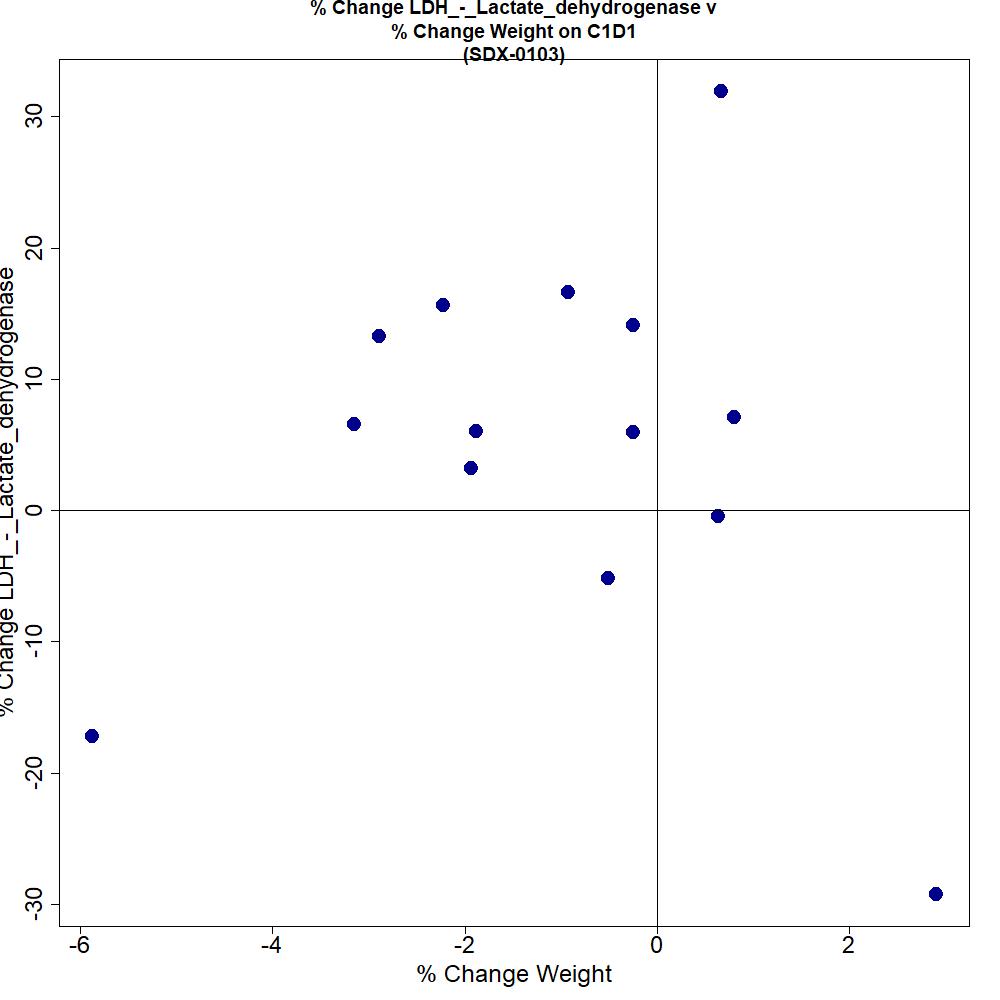 % Change LDH_-_Lactate_dehydrogenase v
% Change Weight on C1D1
(SDX-0103)
% Change LDH_-_Lactate_dehydrogenase
30
20
10
0
-10
-20
-30
-6 -4 -2 0 2
% Change Weight